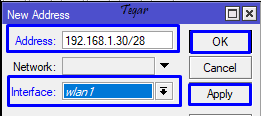 New Address
Tegar
Address: 192.168.1.30/28
OK
Network:
Cancel
Interface: wlan1
Apply